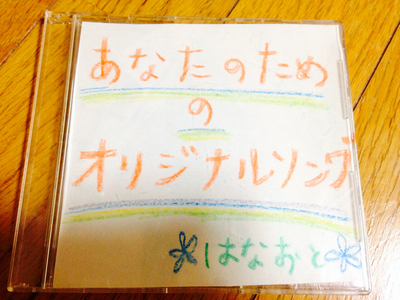 あなたのため
の
オリジナルソング
はなおと